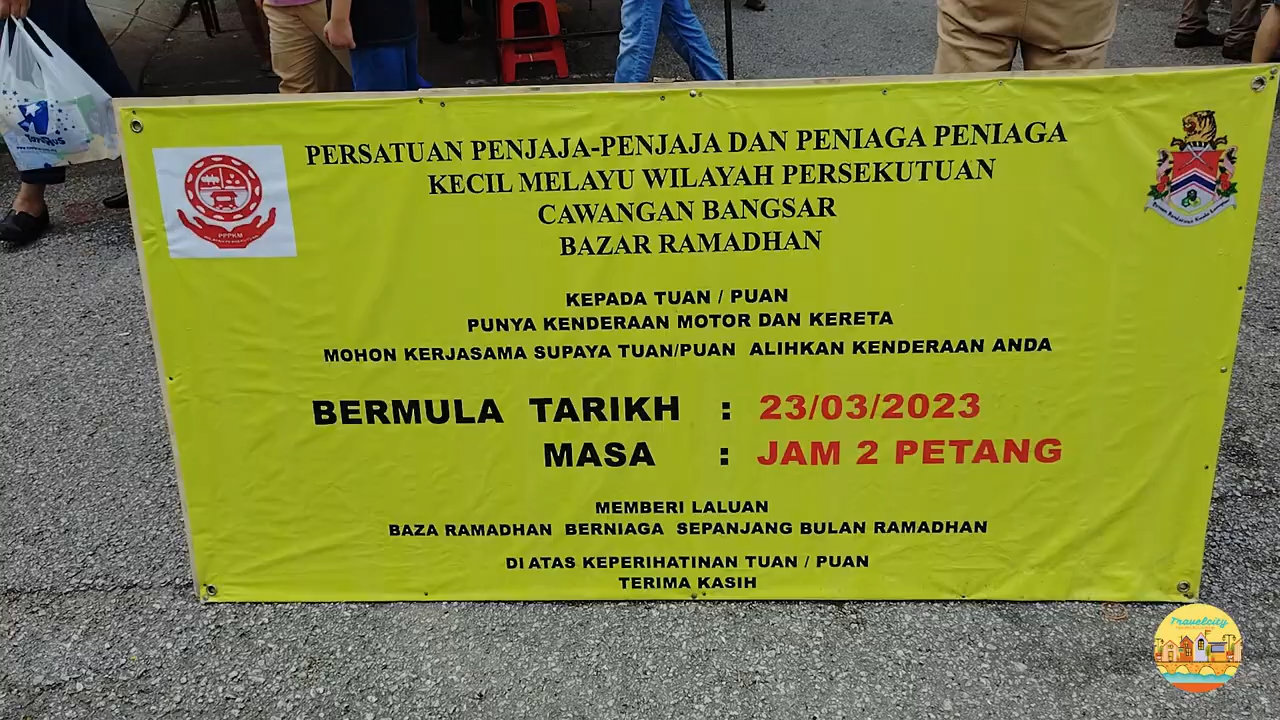 PERSATUAN PENJAJA-PENJAJA DAN PENIAGA PENIAGA
KECIL MELAYU WILAYAH PERSEKUTUAN
CAWANGAN BANGSAR
BAZAR RAMADHAN
PPPKM
KEPADA TUAN / PUAN
PUNYA KENDERAAN MOTOR DAN KERETA
MOHON KERJASAMA SUPAYA TUAN/PUAN ALIHKAN KENDERAAN ANDA
BERMULA TARIKH : 23/03/2023
MASA : JAM 2 PETANG
MEMBERI LALUAN
BAZA RAMADHAN BERNIAGA SEPANJANG BULAN RAMADHAN
DI ATAS KEPERIHATINAN TUAN / PUAN
TERIMA KASIH
Travelcity